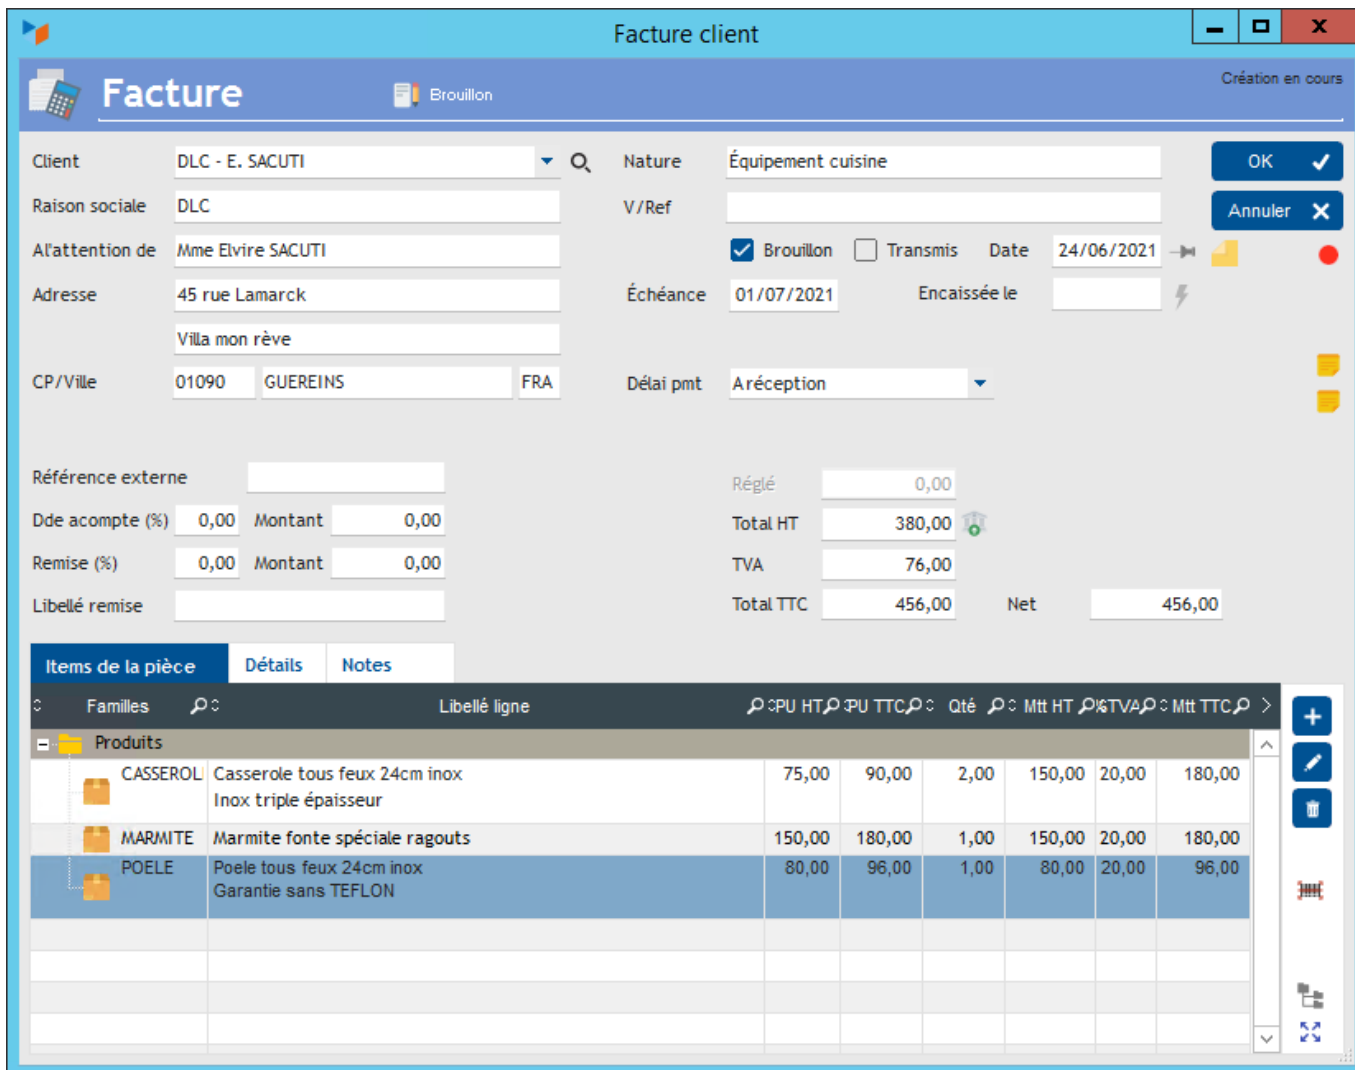 Facture client
Facture
Brouillon
Création en cours
Client DLC - E. SACUTI
Nature Équipement cuisine
OK
Raison sociale DLC
V/Ref
Annuler
Al'attention de Mme Elvire SACUTI
Brouillon Transmis Date 24/06/2021
Adresse 45 rue Lamarck
Échéance 01/07/2021 Encaissée le
Villa mon rève
CP/Ville 01090 GUEREINS FRA
Délai pmt A réception
Référence externe
Réglé 0,00
Dde acompte (%) 0,00 Montant 0,00
Total HT 380,00
Remise (%) 0,00 Montant 0,00
TVA 76,00
Libellé remise
Total TTC 456,00 Net 456,00
Items de la pièce Détails Notes
Familles Libellé ligne PU HT PU TTC Qté Mtt HT %TVA Mtt TTC
Produits
CASSEROL Casserole tous feux 24cm inox 75,00 90,00 2,00 150,00 20,00 180,00
Inox triple épaisseur
MARMITE Marmite fonte spéciale ragouts 150,00 180,00 1,00 150,00 20,00 180,00
POELE Poele tous feux 24cm inox 80,00 96,00 1,00 80,00 20,00 96,00
Garantie sans TEFLON